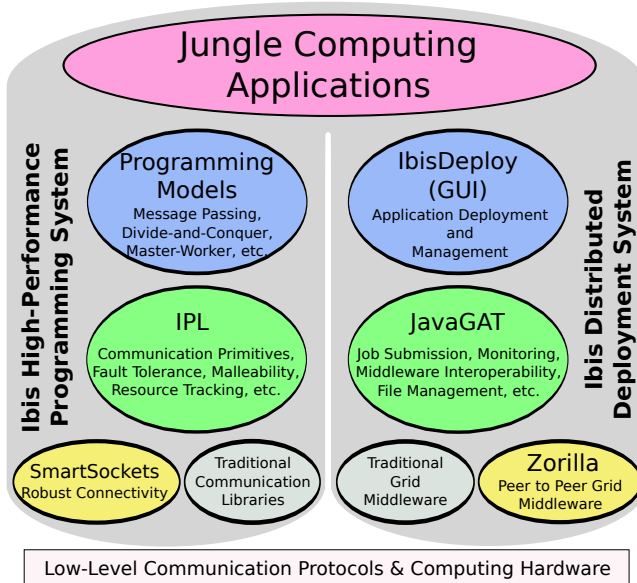 Jungle Computing
Applications
Ibis High-Performance
Programming System
Programming
Models
Message Passing,
Divide-and-Conquer,
Master-Worker, etc.
IPL
Communication Primitives,
Fault Tolerance, Malleability,
Resource Tracking, etc.
SmartSockets
Robust Connectivity
Traditional
Communication
Libraries
IbisDeploy
(GUI)
Application Deployment
and
Management
JavaGAT
Job Submission, Monitoring,
Middleware Interoperability,
File Management, etc.
Traditional
Grid
Middleware
Zorilla
Peer to Peer Grid
Middleware
Ibis Distributed
Deployment System
Low-Level Communication Protocols & Computing Hardware